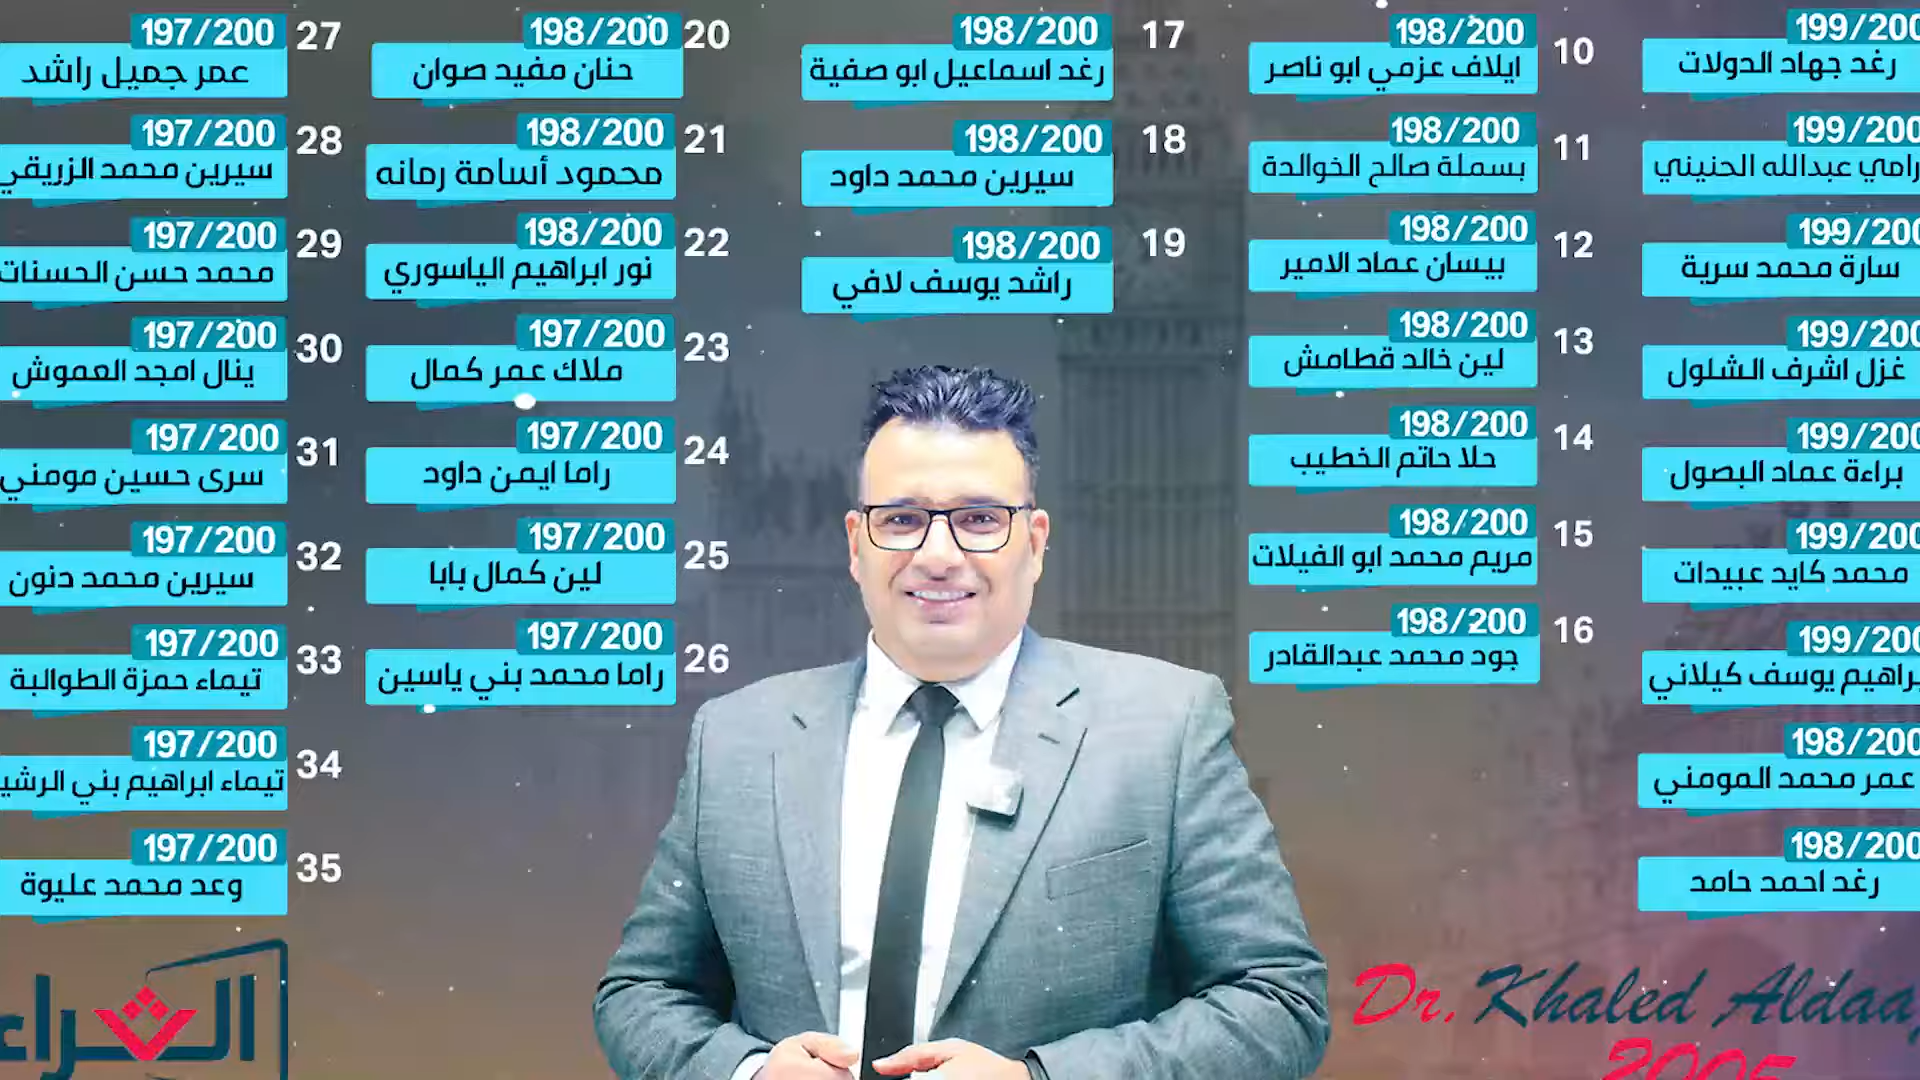 199/200
رغد جهاد الدولات
199/200
رامي عبدالله الحنيني
199/200
سارة محمد سرية
199/200
غزل اشرف الشلول
199/200
براءة عماد البصول
199/200
محمد كايد عبيدات
199/200
يوسف كيلاني
198/200
عمر محمد المومني
198/200
رغد احمد حامد
10
198/200
ايلاف عزمي ابو ناصر
11
198/200
بسملة صالح الخوالدة
12
198/200
بيسان عماد الامير
13
198/200
لين خالد قطامش
14
198/200
حلا حاتم الخطيب
15
198/200
مريم محمد ابو الفيلات
16
198/200
جود محمد عبدالقادر
17
198/200
رغد اسماعيل ابو صفية
18
198/200
سيرين محمد داود
19
198/200
راشد يوسف لافي
20
198/200
حنان مفيد صوان
21
198/200
محمود أسامة رمانه
22
198/200
نور ابراهيم الياسوري
23
197/200
ملاك عمر كمال
24
197/200
راما ايمن داود
25
197/200
لين كمال بابا
26
197/200
راما محمد بني ياسين
27
197/200
عمر جميل راشد
28
197/200
سيرين محمد الزريقي
29
197/200
محمد حسن الحسنات
30
197/200
ينال امجد العموش
31
197/200
سرى حسين مومني
32
197/200
سيرين محمد دنون
33
197/200
تيماء حمزة الطوالبة
34
197/200
تيماء ابراهيم بني
35
197/200
وعد محمد عليوة
Dr. Khaled
2005